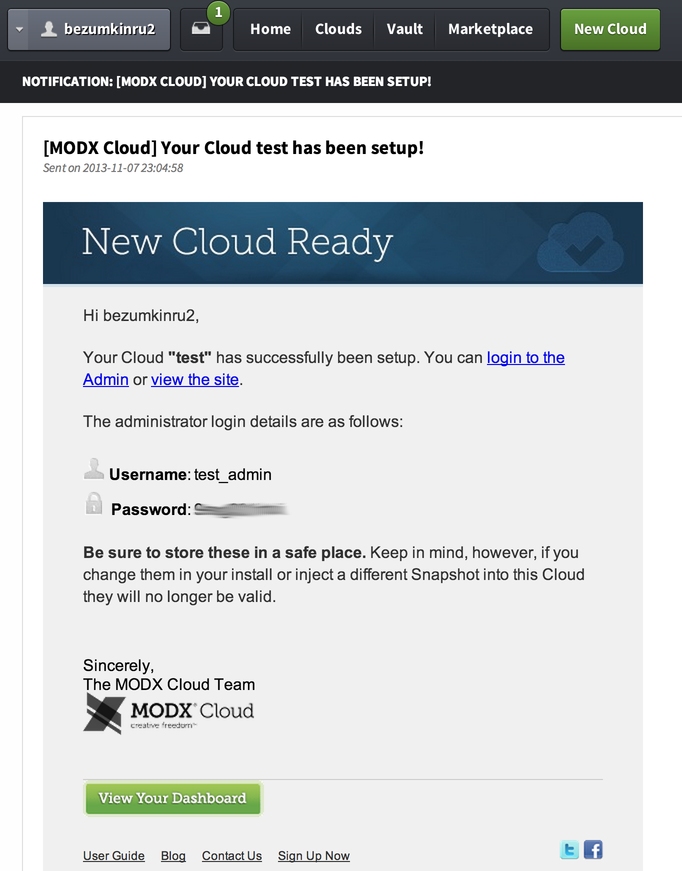 bezumkinru2
1
Home
Clouds
Vault
Marketplace
New Cloud
NOTIFICATION: [MODX CLOUD] YOUR CLOUD TEST HAS BEEN SETUP!
[MODX Cloud] Your Cloud test has been setup!
Sent on 2013-11-07 23:04:58
New Cloud Ready
Hi bezumkinru2,
Your Cloud "test" has successfully been setup. You can login to the
Admin or view the site.
The administrator login details are as follows:
Username: test_admin
Password:
Be sure to store these in a safe place. Keep in mind, however, if you
change them in your install or inject a different Snapshot into this Cloud
they will no longer be valid.
Sincerely,
The MODX Cloud Team
MODX® Cloud
creative freedom™
View Your Dashboard
User Guide
Blog
Contact Us
Sign Up Now